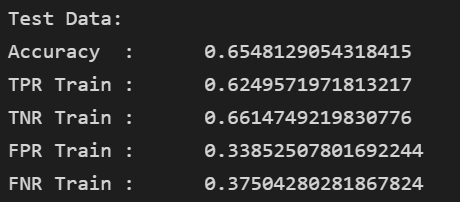 Test Data:
Accuracy  :      0.6548129054318415
TPR Train :      0.6249571971813217
TNR Train :      0.6614749219830776
FPR Train :      0.33852507801692244
FNR Train :      0.37504280281867824